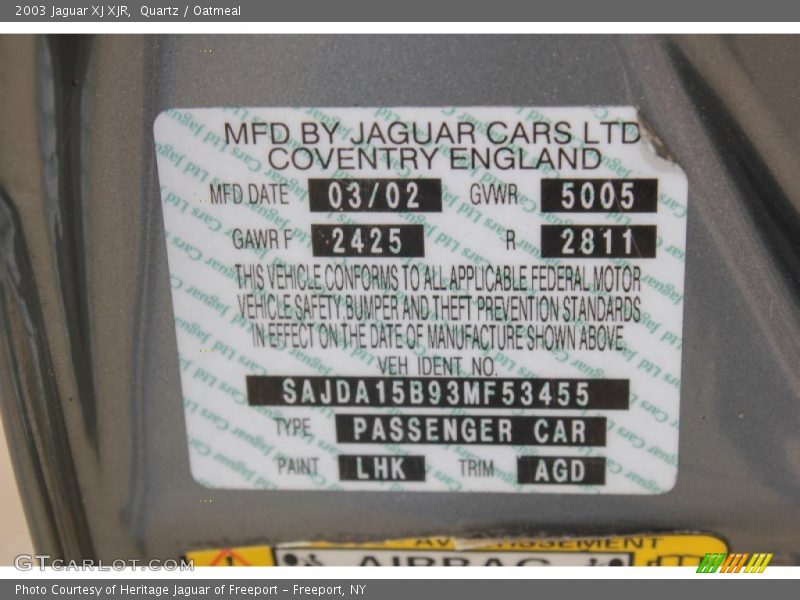 2003 Jaguar XJ XJR, Quartz / Oatmeal
MFD BY JAGUAR CARS LTD
COVENTRY ENGLAND
MFD DATE 03/02 GVWR 5005
GAWR F 2425 R 2811
THIS VEHICLE CONFORMS TO ALL APPLICABLE FEDERAL MOTOR
VEHICLE SAFETY BUMPER AND THEFT PREVENTION STANDARDS
IN EFFECT ON THE DATE OF MANUFACTURE SHOWN ABOVE.
VEH IDENT NO.
SAJDA15B93MF53455
TYPE PASSENGER CAR
PAINT LHK TRIM AGD
AVERTISSEMENT
AIRBAG
GTcarlot.com
Photo Courtesy of Heritage Jaguar of Freeport - Freeport, NY